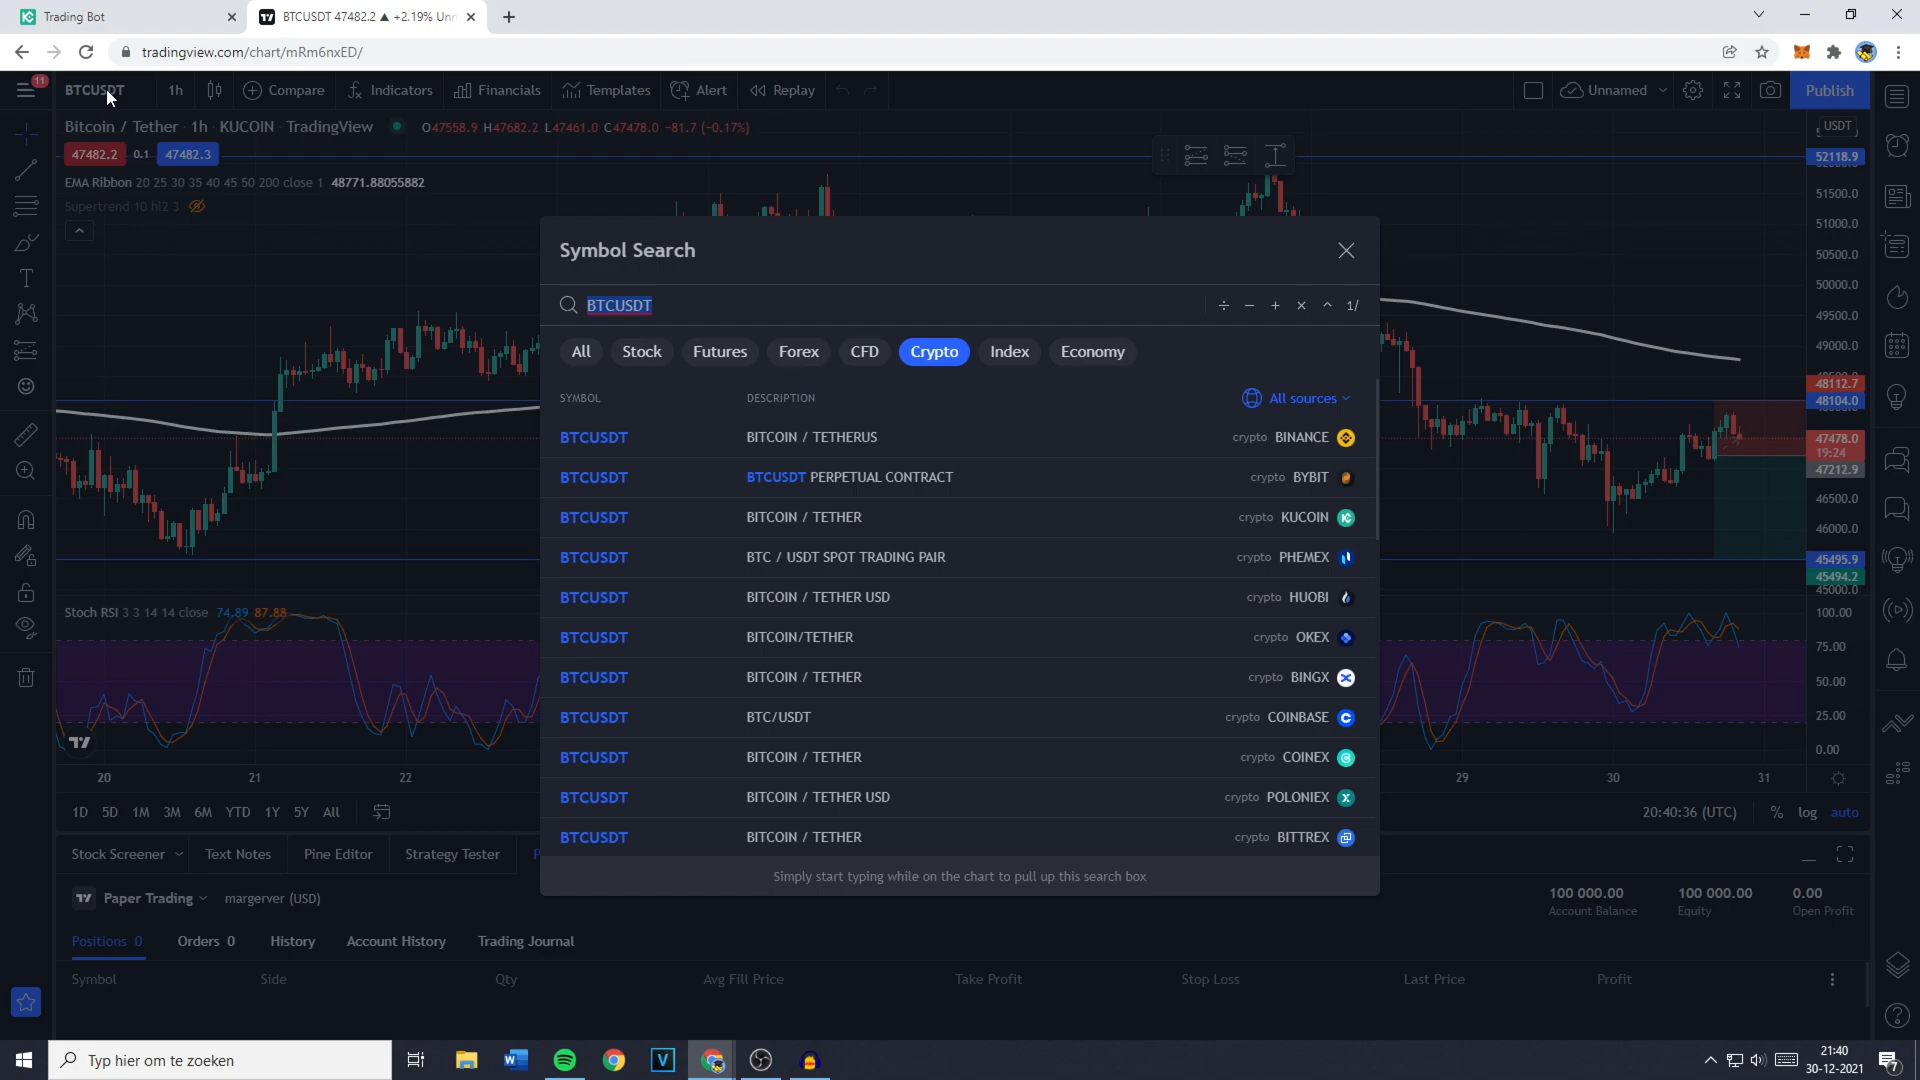 Trading Bot
BTCUSDT 47482.2 ▲ +2.19% Unn
tradingview.com/chart/mRm6nxED/
11
BTCUSDT
1h
Compare
Indicators
Financials
Templates
Alert
Replay
Unnamed
Publish
Bitcoin / Tether · 1h · KUCOIN · TradingView
O47558.9 H47682.2 L47461.0 C47478.0 −81.7 (−0.17%)
USDT
47482.2
0.1
47482.3
52118.9
EMA Ribbon 20 25 30 35 40 45 50 200 close 1 48771.88055882
Supertrend 10 hl2 3
51500.0
51000.0
50500.0
50000.0
49500.0
49000.0
48112.7
48104.0
47478.0
19:24
47212.9
46500.0
46000.0
45495.9
45494.2
45000.0
Symbol Search
BTCUSDT
÷ − + × ^ 1/
All
Stock
Futures
Forex
CFD
Crypto
Index
Economy
SYMBOL
DESCRIPTION
All sources
BTCUSDT BITCOIN / TETHERUS crypto BINANCE
BTCUSDT BTCUSDT PERPETUAL CONTRACT crypto BYBIT
BTCUSDT BITCOIN / TETHER crypto KUCOIN
BTCUSDT BTC / USDT SPOT TRADING PAIR crypto PHEMEX
BTCUSDT BITCOIN / TETHER USD crypto HUOBI
BTCUSDT BITCOIN/TETHER crypto OKEX
BTCUSDT BITCOIN / TETHER crypto BINGX
BTCUSDT BTC/USDT crypto COINBASE
BTCUSDT BITCOIN / TETHER crypto COINEX
BTCUSDT BITCOIN / TETHER USD crypto POLONIEX
BTCUSDT BITCOIN / TETHER crypto BITTREX
Simply start typing while on the chart to pull up this search box
Stoch RSI 3 3 14 14 close 74.89 87.88
100.00
75.00
50.00
25.00
0.00
20
21
22
29
30
31
1D 5D 1M 3M 6M YTD 1Y 5Y All
20:40:36 (UTC)
%
log
auto
Stock Screener
Text Notes
Pine Editor
Strategy Tester
Paper Trading
margerver (USD)
100 000.00
Account Balance
100 000.00
Equity
0.00
Open Profit
Positions 0
Orders 0
History
Account History
Trading Journal
Symbol
Side
Qty
Avg Fill Price
Take Profit
Stop Loss
Last Price
Profit
Typ hier om te zoeken
21:40
30-12-2021
7